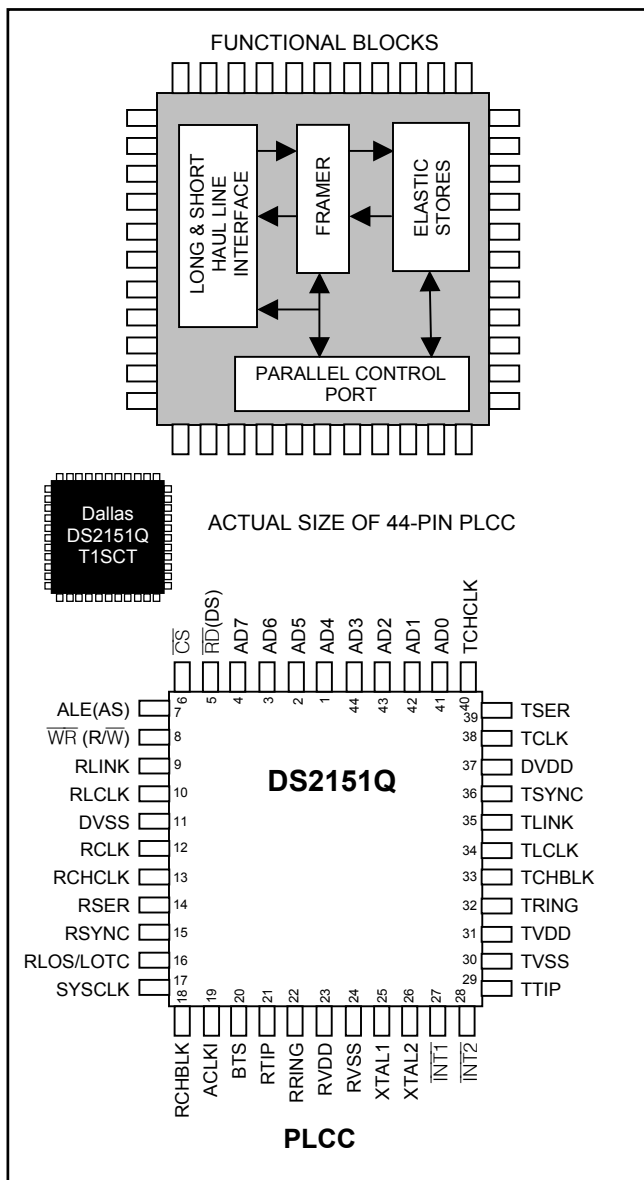 FUNCTIONAL BLOCKS
LONG & SHORT
HAUL LINE
INTERFACE
FRAMER
ELASTIC
STORES
PARALLEL CONTROL
PORT
Dallas
DS2151Q
T1SCT
ACTUAL SIZE OF 44-PIN PLCC
CS
RD(DS)
AD7
AD6
AD5
AD4
AD3
AD2
AD1
AD0
TCHCLK
6 5 4 3 2 1 44 43 42 41 40
ALE(AS) 7
WR (R/W) 8
RLINK 9
RLCLK 10
DVSS 11
RCLK 12
RCHCLK 13
RSER 14
RSYNC 15
RLOS/LOTC 16
SYSCLK 17
DS2151Q
39 TSER
38 TCLK
37 DVDD
36 TSYNC
35 TLINK
34 TLCLK
33 TCHBLK
32 TRING
31 TVDD
30 TVSS
29 TTIP
18 19 20 21 22 23 24 25 26 27 28
RCHBLK
ACLKI
BTS
RTIP
RRING
RVDD
RVSS
XTAL1
XTAL2
INT1
INT2
PLCC